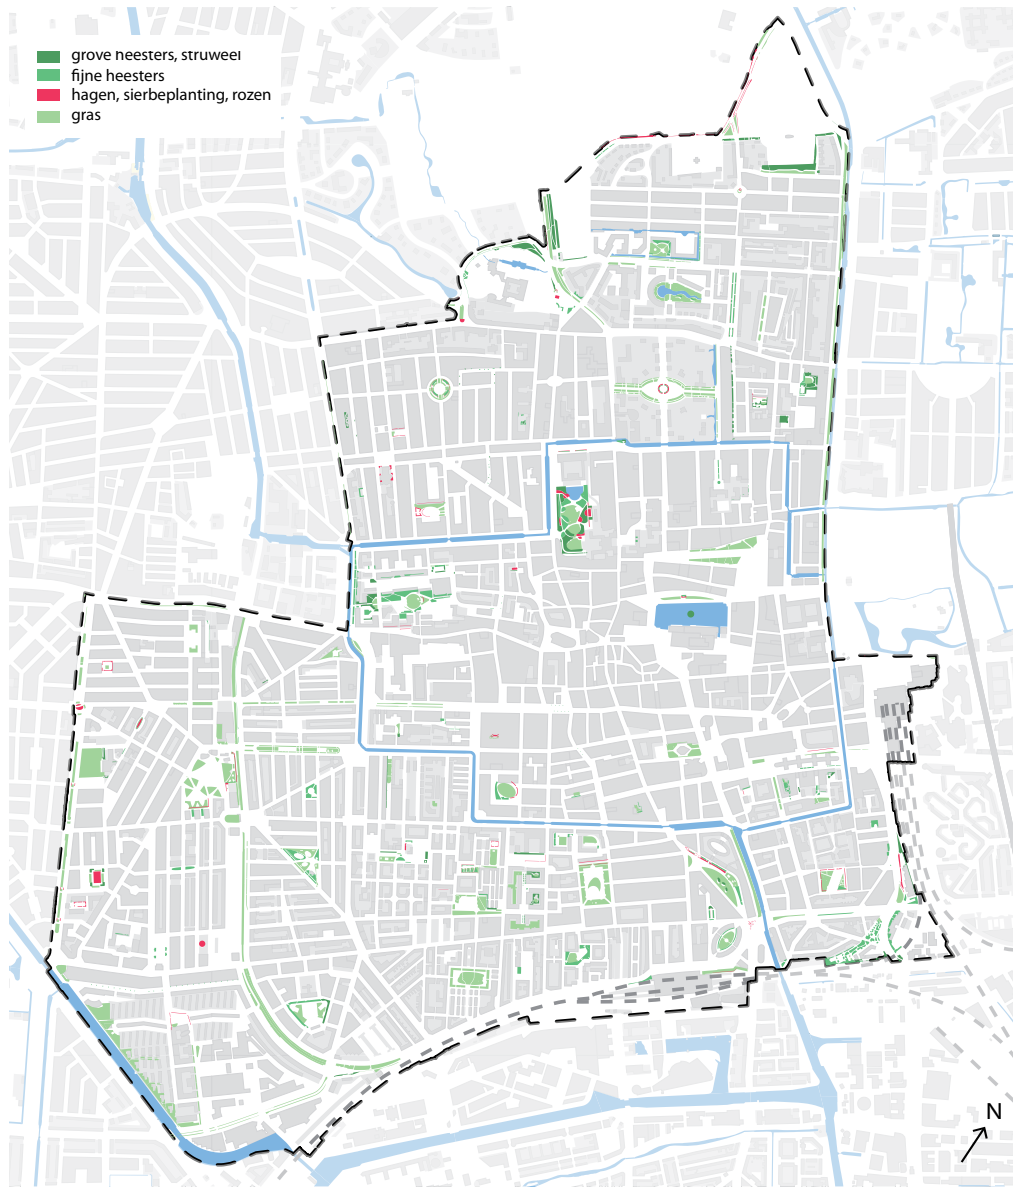 grove heesters, struweel
fijne heesters
hagen, sierbeplanting, rozen
gras
N